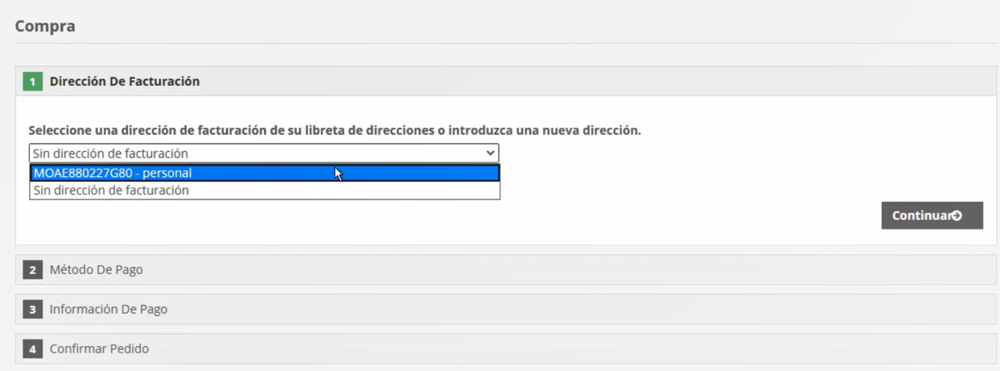 Compra
1 Dirección De Facturación
Seleccione una dirección de facturación de su libreta de direcciones o introduzca una nueva dirección.
Sin dirección de facturación
MOAE880227G80 - personal
Sin dirección de facturación
Continuar
2 Método De Pago
3 Información De Pago
4 Confirmar Pedido